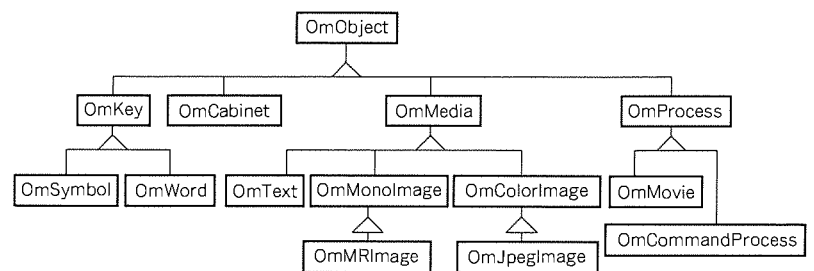 OmObject
OmKey
OmCabinet
OmMedia
OmProcess
OmSymbol
OmWord
OmText
OmMonoImage
OmColorImage
OmMovie
OmCommandProcess
OmMRImage
OmJpegImage